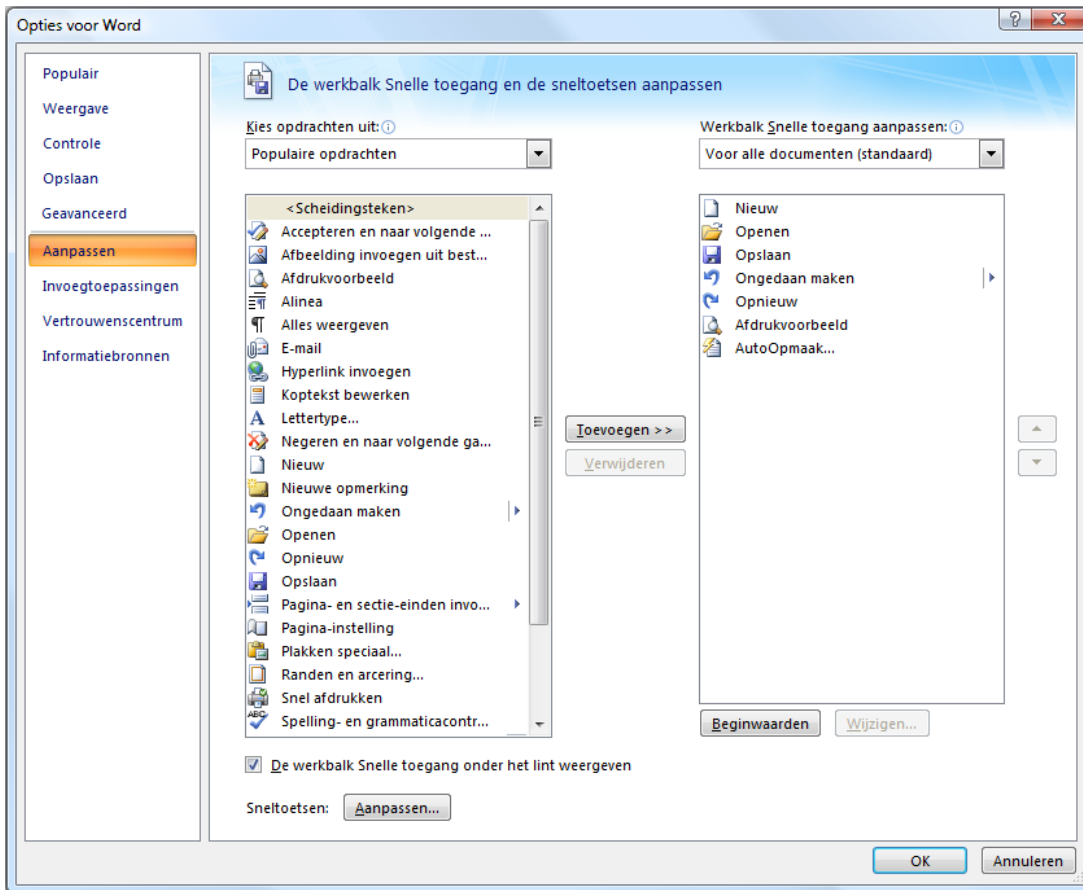 Opties voor Word
Populair
Weergave
Controle
Opslaan
Geavanceerd
Aanpassen
Invoegtoepassingen
Vertrouwenscentrum
Informatiebronnen
De werkbalk Snelle toegang en de sneltoetsen aanpassen
Kies opdrachten uit:
Populaire opdrachten
<Scheidingsteken>
Accepteren en naar volgende ...
Afbeelding invoegen uit best...
Afdrukvoorbeeld
Alinea
Alles weergeven
E-mail
Hyperlink invoegen
Koptekst bewerken
Lettertype...
Negeren en naar volgende ga...
Nieuw
Nieuwe opmerking
Ongedaan maken
Openen
Opnieuw
Opslaan
Pagina- en sectie-einden invo...
Pagina-instelling
Plakken speciaal...
Randen en arcering...
Snel afdrukken
Spelling- en grammaticacontr...
Toevoegen >>
Verwijderen
Werkbalk Snelle toegang aanpassen:
Voor alle documenten (standaard)
Nieuw
Openen
Opslaan
Ongedaan maken
Opnieuw
Afdrukvoorbeeld
AutoOpmaak...
Beginwaarden
Wijzigen...
De werkbalk Snelle toegang onder het lint weergeven
Sneltoetsen:
Aanpassen...
OK
Annuleren